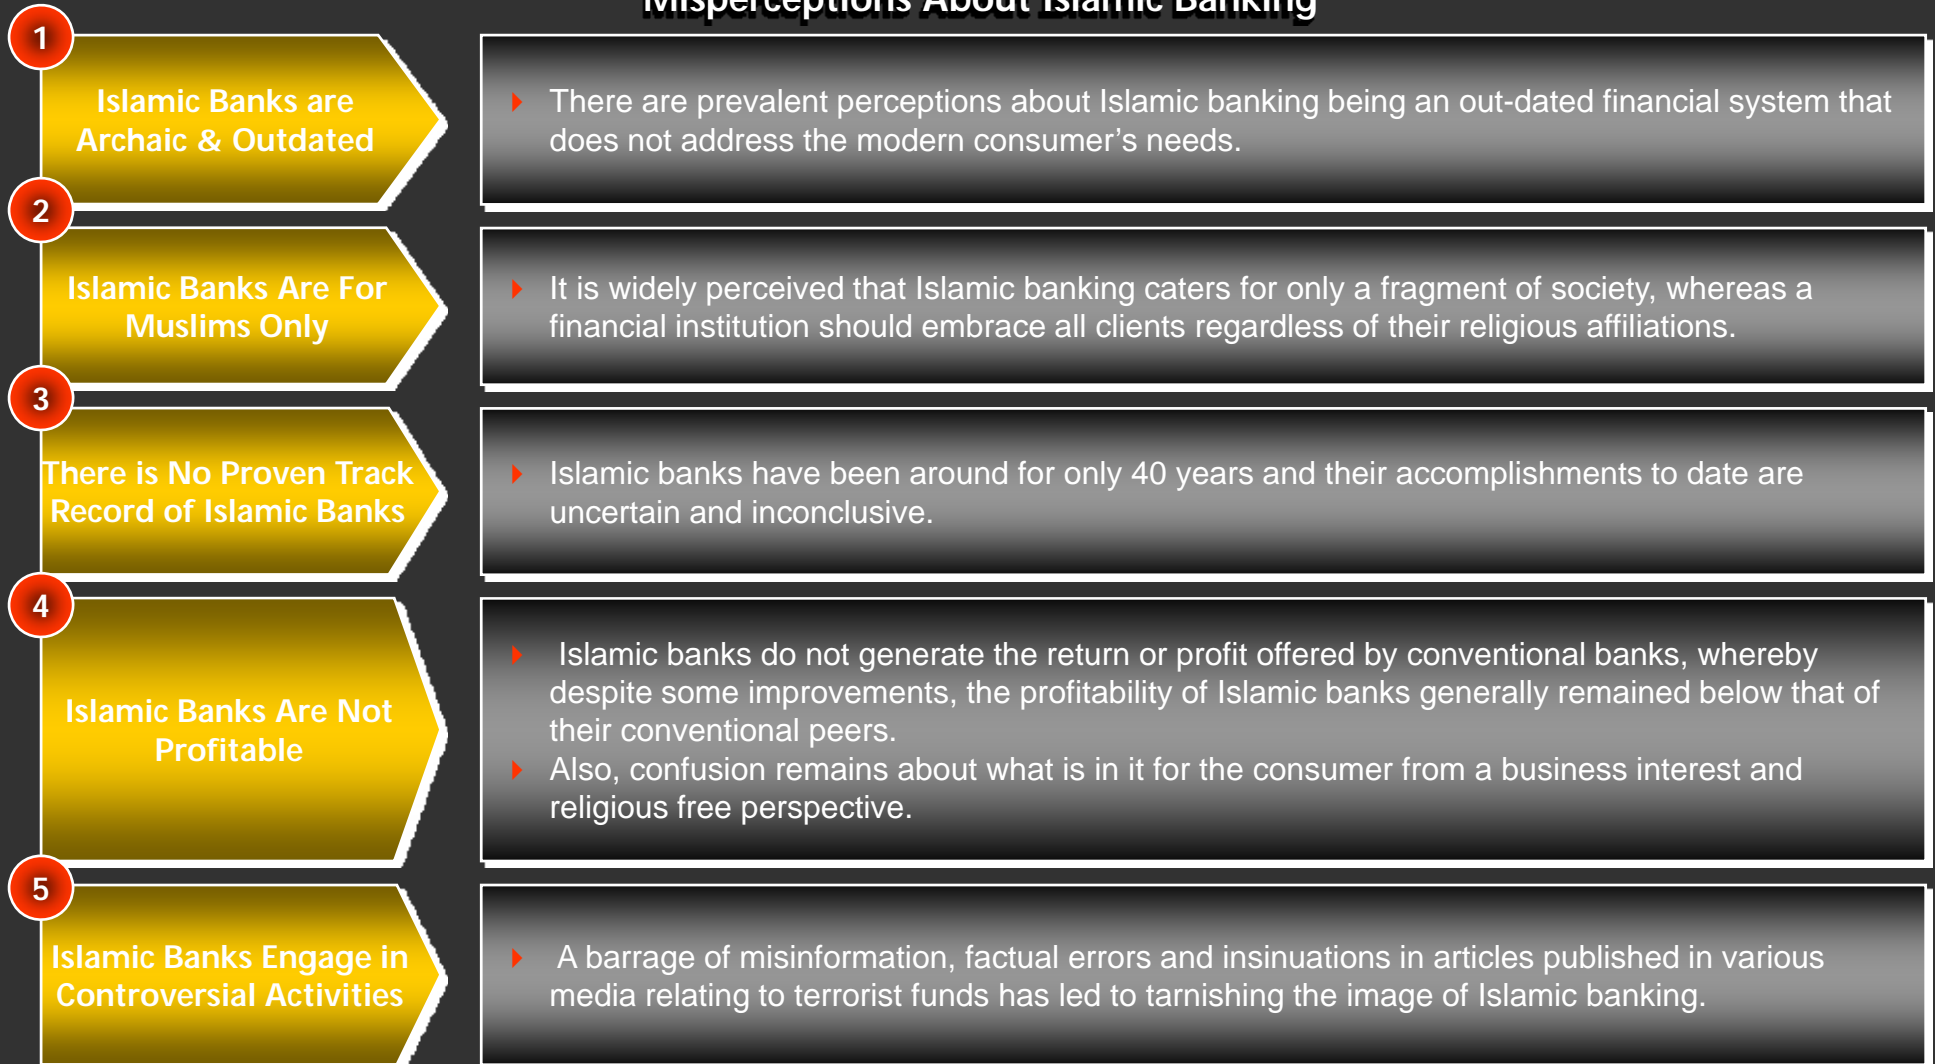 Misperceptions About Islamic Banking
1
Islamic Banks are
Archaic & Outdated
There are prevalent perceptions about Islamic banking being an out-dated financial system that
does not address the modern consumer's needs.
2
Islamic Banks Are For
Muslims Only
It is widely perceived that Islamic banking caters for only a fragment of society, whereas a
financial institution should embrace all clients regardless of their religious affiliations.
3
There is No Proven Track
Record of Islamic Banks
Islamic banks have been around for only 40 years and their accomplishments to date are
uncertain and inconclusive.
4
Islamic Banks Are Not
Profitable
Islamic banks do not generate the return or profit offered by conventional banks, whereby
despite some improvements, the profitability of Islamic banks generally remained below that of
their conventional peers.
Also, confusion remains about what is in it for the consumer from a business interest and
religious free perspective.
5
Islamic Banks Engage in
Controversial Activities
A barrage of misinformation, factual errors and insinuations in articles published in various
media relating to terrorist funds has led to tarnishing the image of Islamic banking.